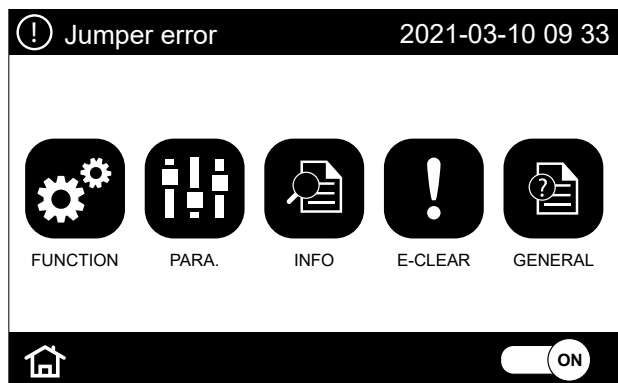 Jumper error 2021-03-10 09 33
FUNCTION PARA. INFO E-CLEAR GENERAL
ON